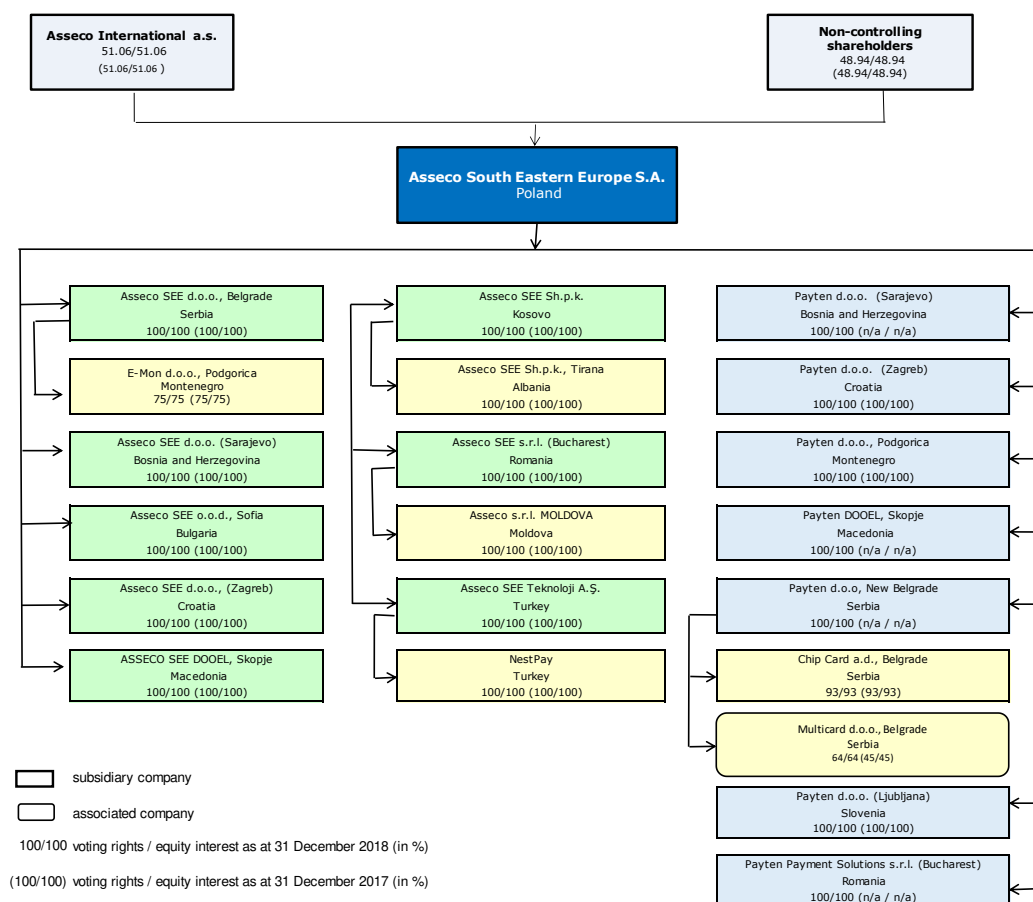 Asseco International a.s.
51.06/51.06
(51.06/51.06 )
Non-controlling
shareholders
48.94/48.94
(48.94/48.94)
Asseco South Eastern Europe S.A.
Poland
Asseco SEE d.o.o., Belgrade
Serbia
100/100 (100/100)
E-Mon d.o.o., Podgorica
Montenegro
75/75 (75/75)
Asseco SEE d.o.o. (Sarajevo)
Bosnia and Herzegovina
100/100 (100/100)
Asseco SEE o.o.d., Sofia
Bulgaria
100/100 (100/100)
Asseco SEE d.o.o., (Zagreb)
Croatia
100/100 (100/100)
ASSECO SEE DOOEL, Skopje
Macedonia
100/100 (100/100)
Asseco SEE Sh.p.k.
Kosovo
100/100 (100/100)
Asseco SEE Sh.p.k., Tirana
Albania
100/100 (100/100)
Asseco SEE s.r.l. (Bucharest)
Romania
100/100 (100/100)
Asseco s.r.l. MOLDOVA
Moldova
100/100 (100/100)
Asseco SEE Teknoloji A.Ş.
Turkey
100/100 (100/100)
NestPay
Turkey
100/100 (100/100)
Payten d.o.o. (Sarajevo)
Bosnia and Herzegovina
100/100 (n/a / n/a)
Payten d.o.o. (Zagreb)
Croatia
100/100 (100/100)
Payten d.o.o., Podgorica
Montenegro
100/100 (100/100)
Payten DOOEL, Skopje
Macedonia
100/100 (n/a / n/a)
Payten d.o.o, New Belgrade
Serbia
100/100 (n/a / n/a)
Chip Card a.d., Belgrade
Serbia
93/93 (93/93)
Multicard d.o.o., Belgrade
Serbia
64/64 (45/45)
Payten d.o.o. (Ljubljana)
Slovenia
100/100 (100/100)
Payten Payment Solutions s.r.l. (Bucharest)
Romania
100/100 (n/a / n/a)
subsidiary company
associated company
100/100 voting rights / equity interest as at 31 December 2018 (in %)
(100/100) voting rights / equity interest as at 31 December 2017 (in %)